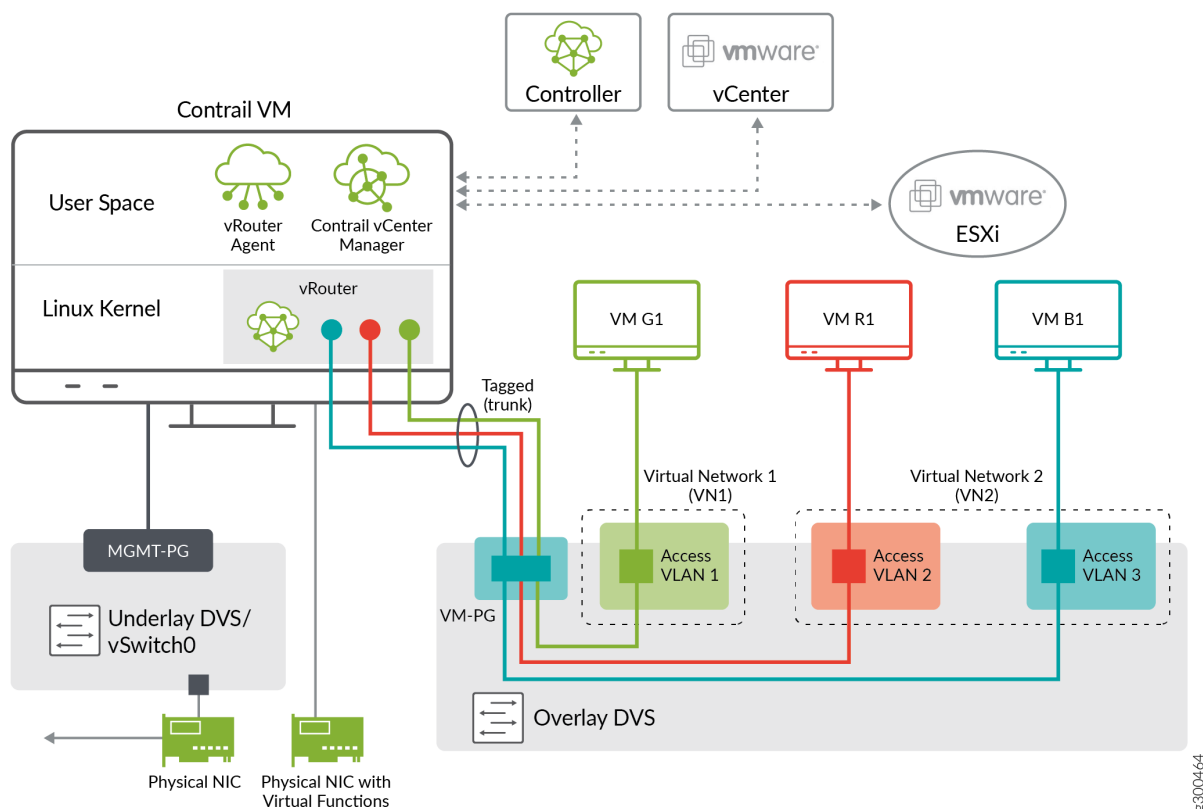 Controller
vmware®
vCenter
Contrail VM
User Space
vRouter
Agent
Contrail vCenter
Manager
vmware®
ESXi
Linux Kernel
vRouter
VM G1
VM R1
VM B1
Tagged
(trunk)
Virtual Network 1
(VN1)
Virtual Network 2
(VN2)
MGMT-PG
Access
VLAN 1
Access
VLAN 2
Access
VLAN 3
VM-PG
Underlay DVS/
vSwitch0
Overlay DVS
Physical NIC
Physical NIC with
Virtual Functions
g300464